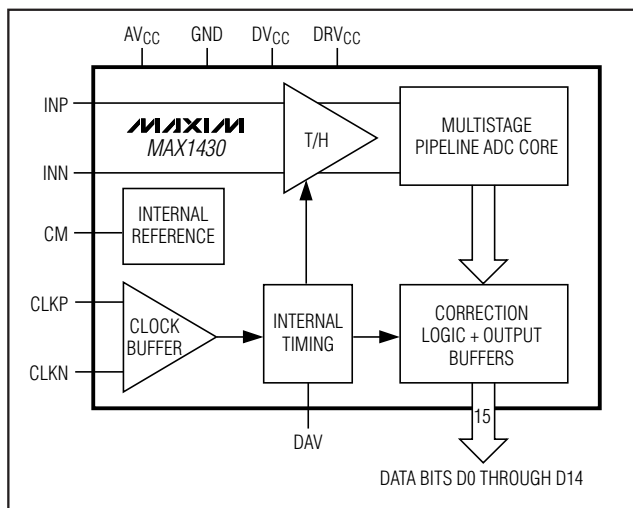 AVCC GND DVCC DRVCC
INP
MAXIM
MAX1430
T/H
MULTISTAGE
PIPELINE ADC CORE
INN
CM
INTERNAL
REFERENCE
CLKP
CLOCK
BUFFER
CLKN
INTERNAL
TIMING
CORRECTION
LOGIC + OUTPUT
BUFFERS
DAV
15
DATA BITS D0 THROUGH D14